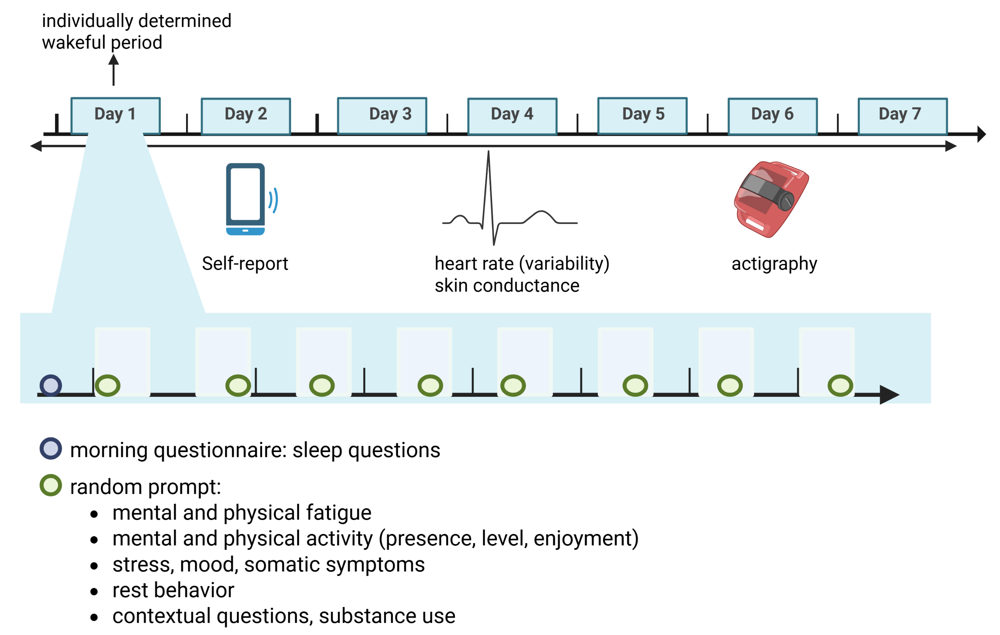 individually determined
wakeful period
Day 1
Day 2
Day 3
Day 4
Day 5
Day 6
Day 7
Self-report
heart rate (variability)
skin conductance
actigraphy
morning questionnaire: sleep questions
random prompt:
• mental and physical fatigue
• mental and physical activity (presence, level, enjoyment)
• stress, mood, somatic symptoms
• rest behavior
• contextual questions, substance use